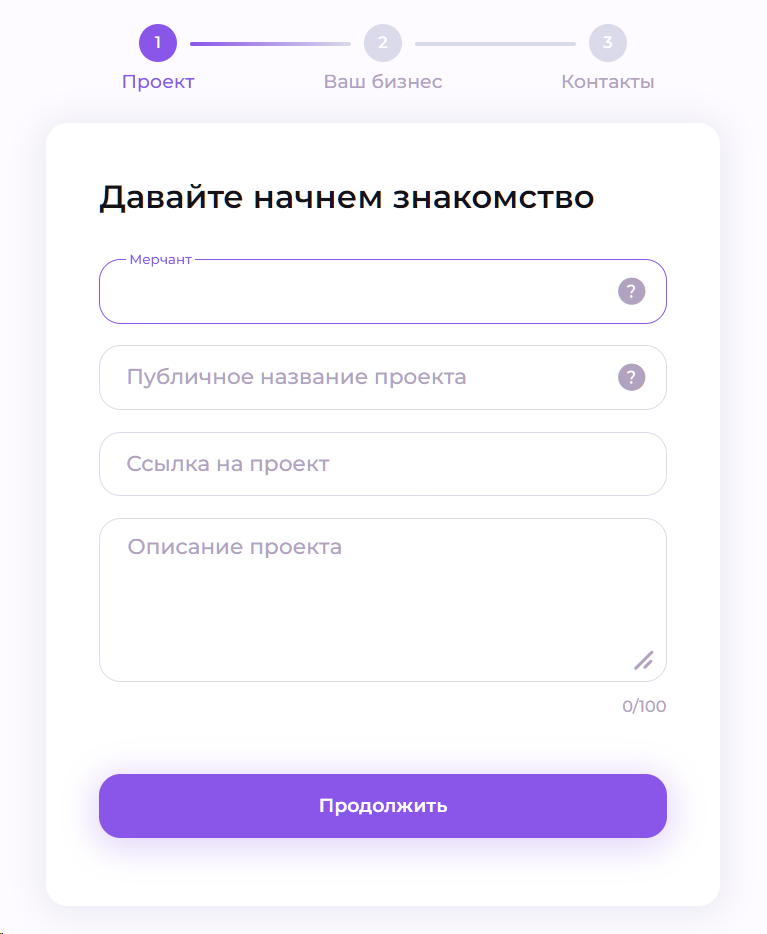 1
2
3
Проект
Ваш бизнес
Контакты
Давайте начнем знакомство
Мерчант
?
Публичное название проекта
?
Ссылка на проект
Описание проекта
0/100
Продолжить